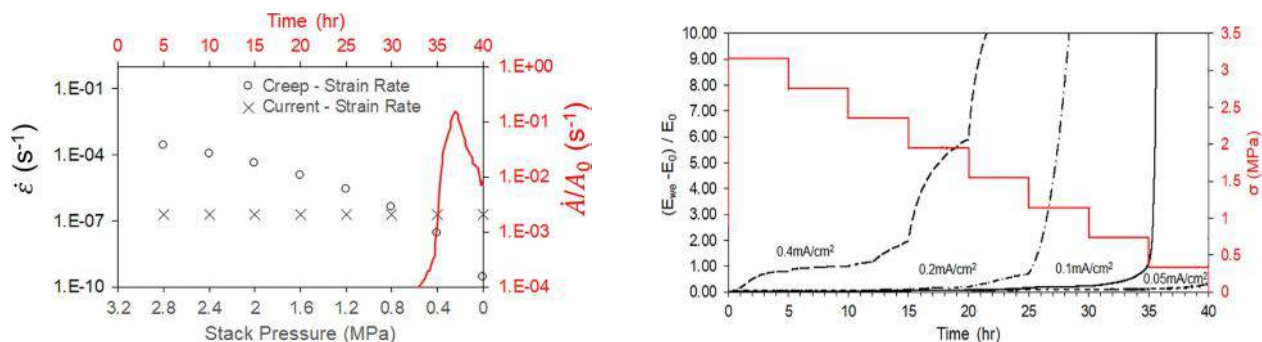 Time (hr)
0 5 10 15 20 25 30 35 40
1.E-01
1.E-04
1.E-07
1.E-10
ε̇ (s⁻¹)
○ Creep - Strain Rate
× Current - Strain Rate
1.E+00
1.E-01
1.E-02
1.E-03
1.E-04
Ȧ/A₀ (s⁻¹)
3.2 2.8 2.4 2 1.6 1.2 0.8 0.4 0
Stack Pressure (MPa)
10.00
9.00
8.00
7.00
6.00
5.00
4.00
3.00
2.00
1.00
0.00
(Ewe -E₀) / E₀
0.4mA/cm²
0.2mA/cm²
0.1mA/cm²
0.05mA/cm²
3.5
3
2.5
2
1.5
1
0.5
0
σ (MPa)
0 5 10 15 20 25 30 35 40
Time (hr)